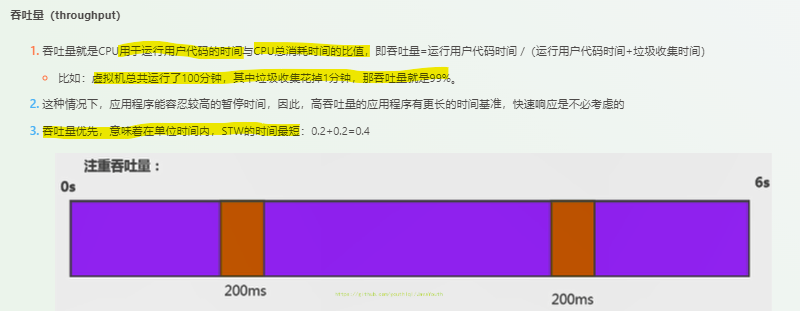 吞吐量（throughput）
1. 吞吐量就是CPU用于运行用户代码的时间与CPU总消耗时间的比值，即吞吐量=运行用户代码时间 /（运行用户代码时间+垃圾收集时间）
比如：虚拟机总共运行了100分钟，其中垃圾收集花掉1分钟，那吞吐量就是99%。
2. 这种情况下，应用程序能容忍较高的暂停时间，因此，高吞吐量的应用程序有更长的时间基准，快速响应是不必考虑的
3. 吞吐量优先，意味着在单位时间内，STW的时间最短：0.2+0.2=0.4
注重吞吐量：
0s
6s
200ms
200ms